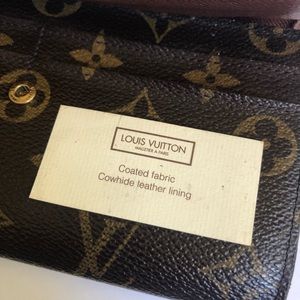 LOUIS VUITTON
MALLETIER A PARIS
Coated fabric
Cowhide leather lining